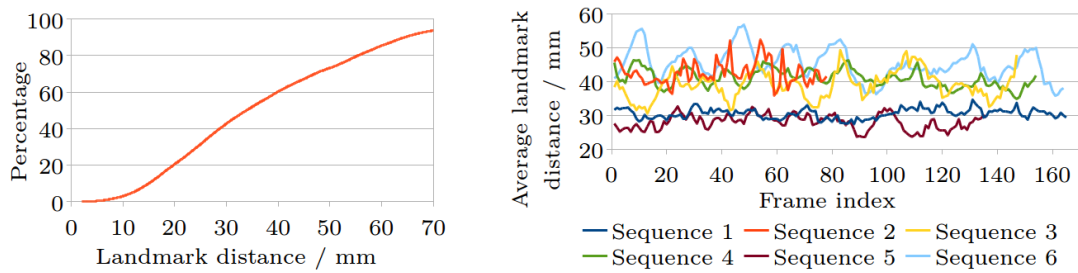 100
80
60
40
20
0
Percentage
0 10 20 30 40 50 60 70
Landmark distance / mm
60
50
40
30
20
Average landmark
distance / mm
0 20 40 60 80 100 120 140 160
Frame index
Sequence 1 Sequence 2 Sequence 3
Sequence 4 Sequence 5 Sequence 6